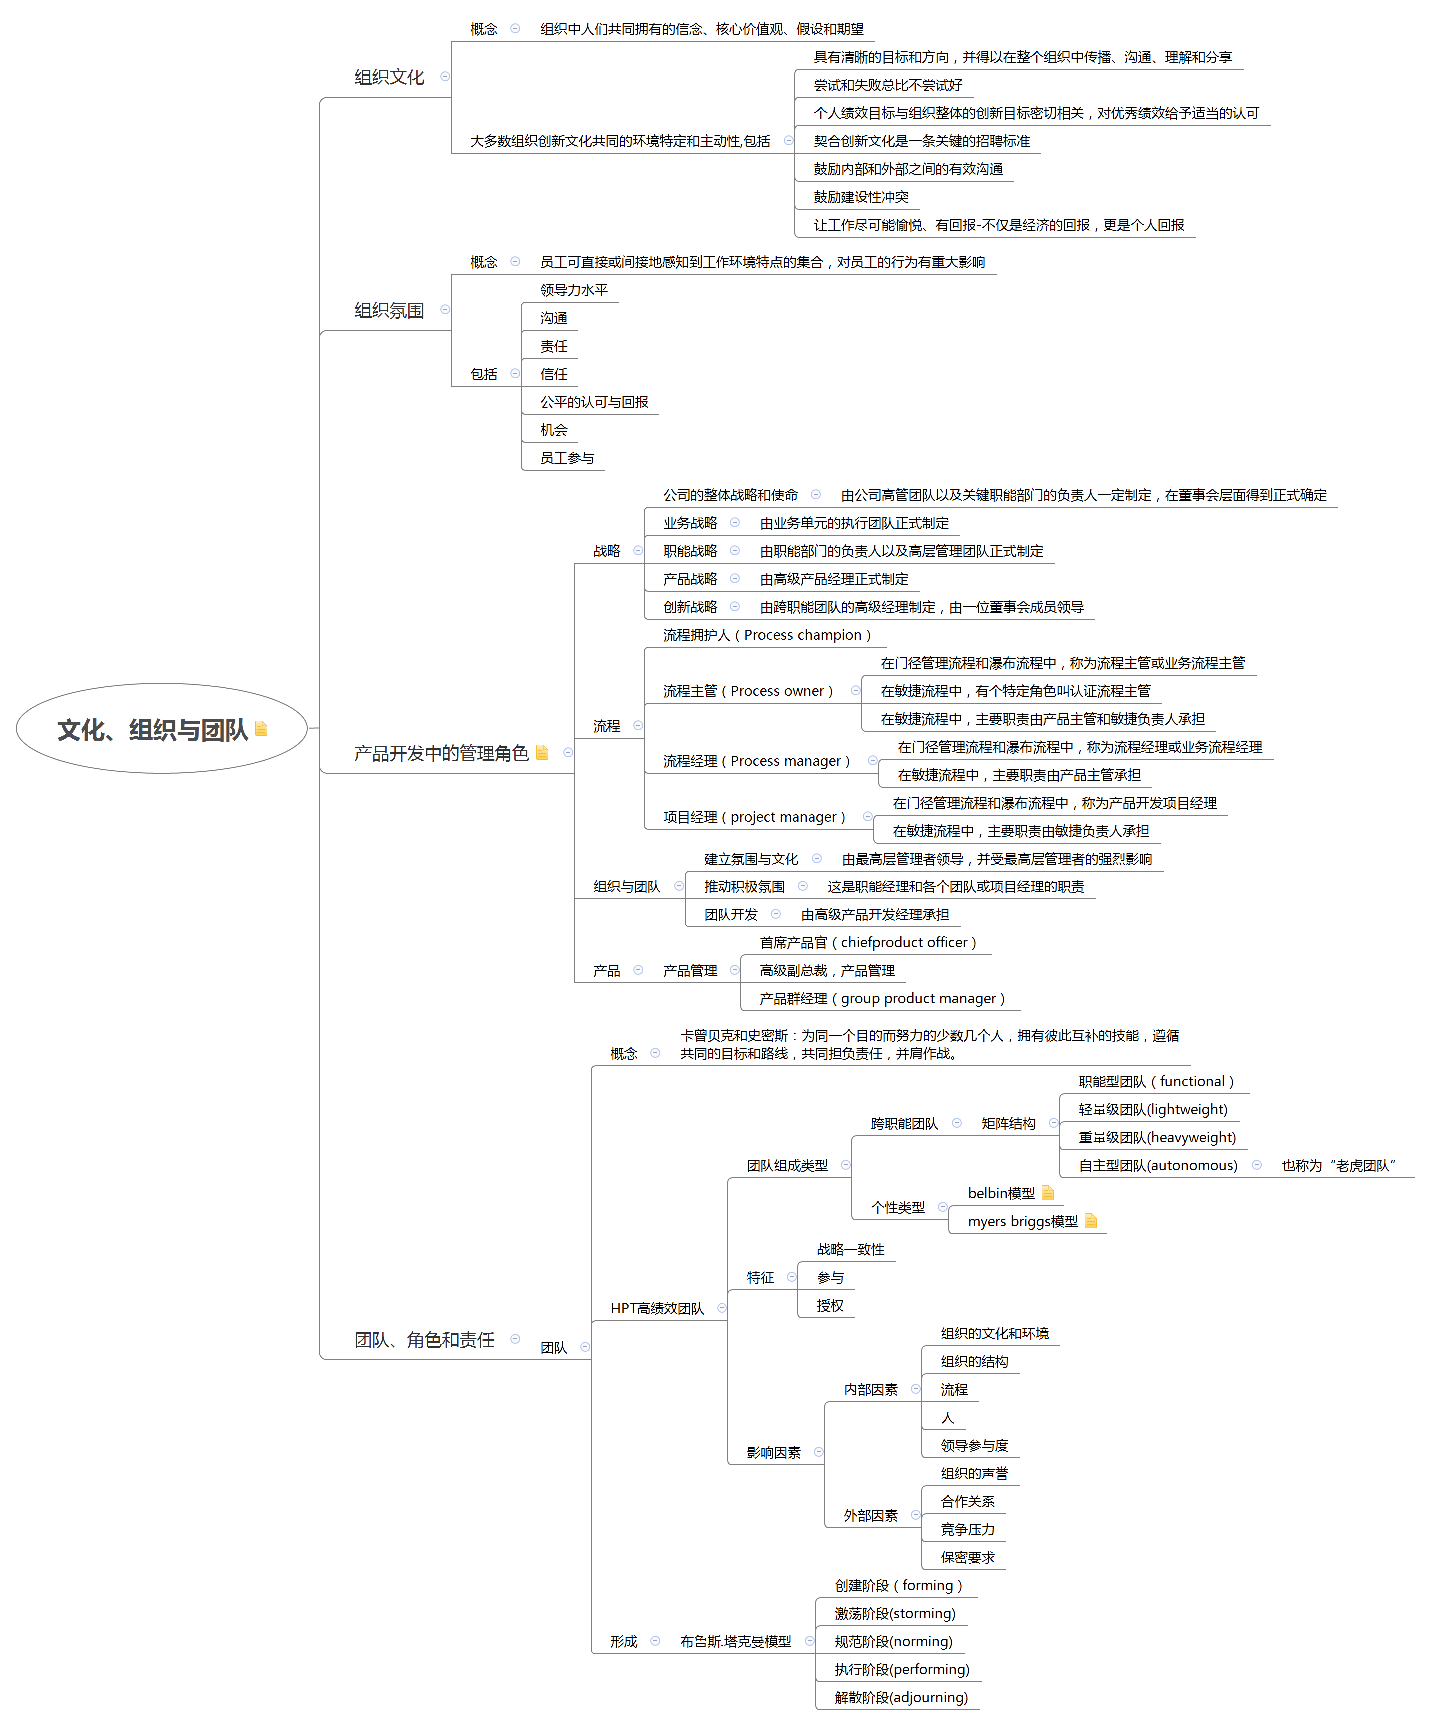 概念
组织中人们共同拥有的信念、核心价值观、假设和期望
组织文化
具有清晰的目标和方向，并得以在整个组织中传播、沟通、理解和分享
尝试和失败总比不尝试好
个人绩效目标与组织整体的创新目标密切相关，对优秀绩效给予适当的认可
大多数组织创新文化共同的环境特定和主动性,包括
契合创新文化是一条关键的招聘标准
鼓励内部和外部之间的有效沟通
鼓励建设性冲突
让工作尽可能愉悦、有回报-不仅是经济的回报，更是个人回报
概念
员工可直接或间接地感知到工作环境特点的集合，对员工的行为有重大影响
组织氛围
领导力水平
沟通
责任
包括
信任
公平的认可与回报
机会
员工参与
公司的整体战略和使命
由公司高管团队以及关键职能部门的负责人一定制定，在董事会层面得到正式确定
业务战略
由业务单元的执行团队正式制定
战略
职能战略
由职能部门的负责人以及高层管理团队正式制定
产品战略
由高级产品经理正式制定
创新战略
由跨职能团队的高级经理制定，由一位董事会成员领导
流程拥护人（Process champion）
在门径管理流程和瀑布流程中，称为流程主管或业务流程主管
流程主管（Process owner）
在敏捷流程中，有个特定角色叫认证流程主管
在敏捷流程中，主要职责由产品主管和敏捷负责人承担
流程
文化、组织与团队
产品开发中的管理角色
在门径管理流程和瀑布流程中，称为流程经理或业务流程经理
流程经理（Process manager）
在敏捷流程中，主要职责由产品主管承担
在门径管理流程和瀑布流程中，称为产品开发项目经理
项目经理（project manager）
在敏捷流程中，主要职责由敏捷负责人承担
建立氛围与文化
由最高层管理者领导，并受最高层管理者的强烈影响
组织与团队
推动积极氛围
这是职能经理和各个团队或项目经理的职责
团队开发
由高级产品开发经理承担
首席产品官（chiefproduct officer）
产品
产品管理
高级副总裁，产品管理
产品群经理（group product manager）
卡曾贝克和史密斯：为同一个目的而努力的少数几个人，拥有彼此互补的技能，遵循
共同的目标和路线，共同担负责任，并肩作战。
概念
职能型团队（functional）
轻量级团队(lightweight)
跨职能团队
矩阵结构
重量级团队(heavyweight)
团队组成类型
自主型团队(autonomous)
也称为“老虎团队”
belbin模型
个性类型
myers briggs模型
战略一致性
特征
参与
授权
HPT高绩效团队
团队、角色和责任
团队
组织的文化和环境
组织的结构
内部因素
流程
人
领导参与度
影响因素
组织的声誉
合作关系
外部因素
竞争压力
保密要求
创建阶段（forming）
激荡阶段(storming)
形成
布鲁斯.塔克曼模型
规范阶段(norming)
执行阶段(performing)
解散阶段(adjourning)